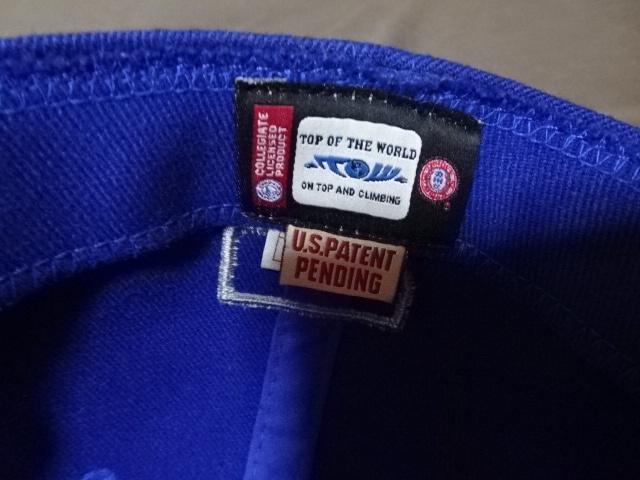 COLLEGIATE
LICENSED
PRODUCT
TOP OF THE WORLD
TOW
ON TOP AND CLIMBING
U.S. PATENT
PENDING